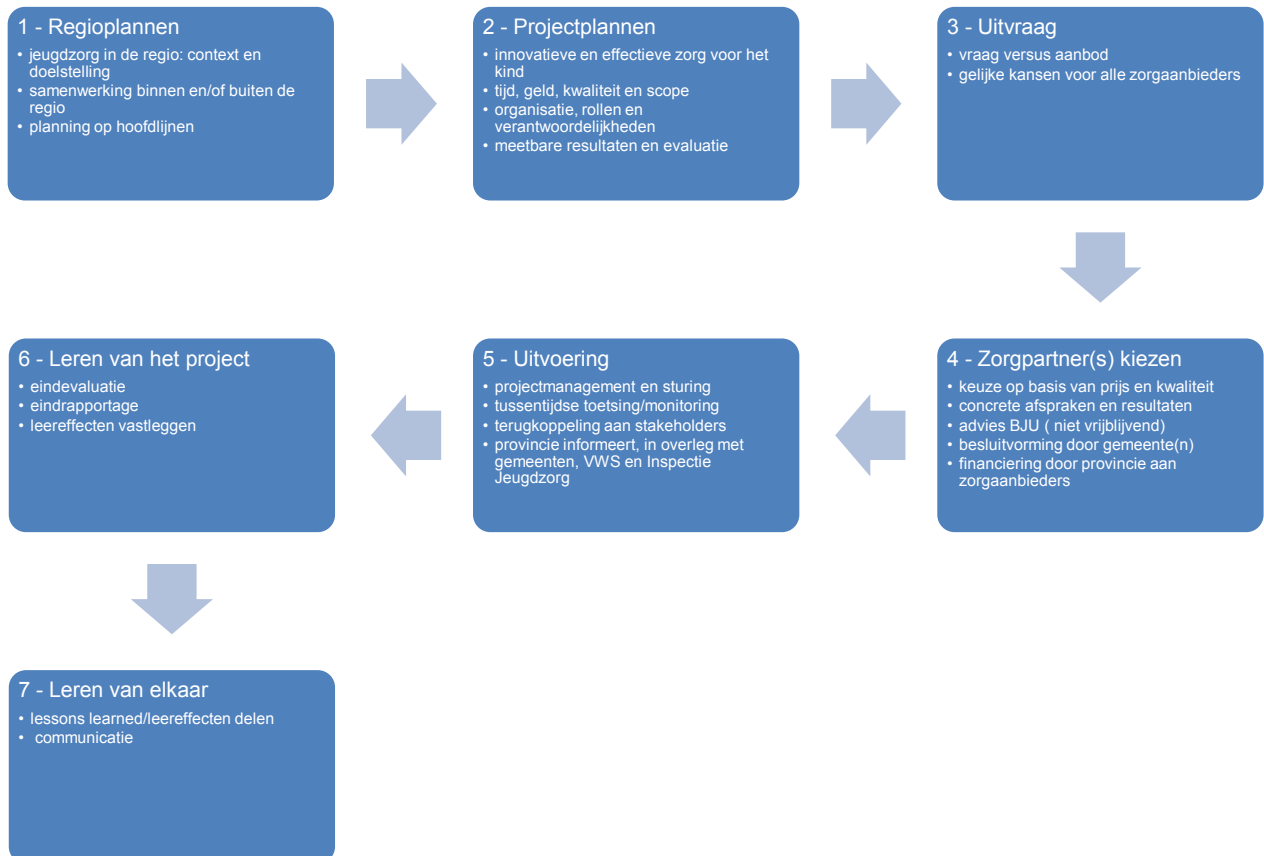 1 - Regioplannen
• jeugdzorg in de regio: context en
doelstelling
• samenwerking binnen en/of buiten de
regio
• planning op hoofdlijnen
2 - Projectplannen
• innovatieve en effectieve zorg voor het
kind
• tijd, geld, kwaliteit en scope
• organisatie, rollen en
verantwoordelijkheden
• meetbare resultaten en evaluatie
3 - Uitvraag
• vraag versus aanbod
• gelijke kansen voor alle zorgaanbieders
4 - Zorgpartner(s) kiezen
• keuze op basis van prijs en kwaliteit
• concrete afspraken en resultaten
• advies BJU ( niet vrijblijvend)
• besluitvorming door gemeente(n)
• financiering door provincie aan
zorgaanbieders
5 - Uitvoering
• projectmanagement en sturing
• tussentijdse toetsing/monitoring
• terugkoppeling aan stakeholders
• provincie informeert, in overleg met
gemeenten, VWS en Inspectie
Jeugdzorg
6 - Leren van het project
• eindevaluatie
• eindrapportage
• leereffecten vastleggen
7 - Leren van elkaar
• lessons learned/leereffecten delen
• communicatie